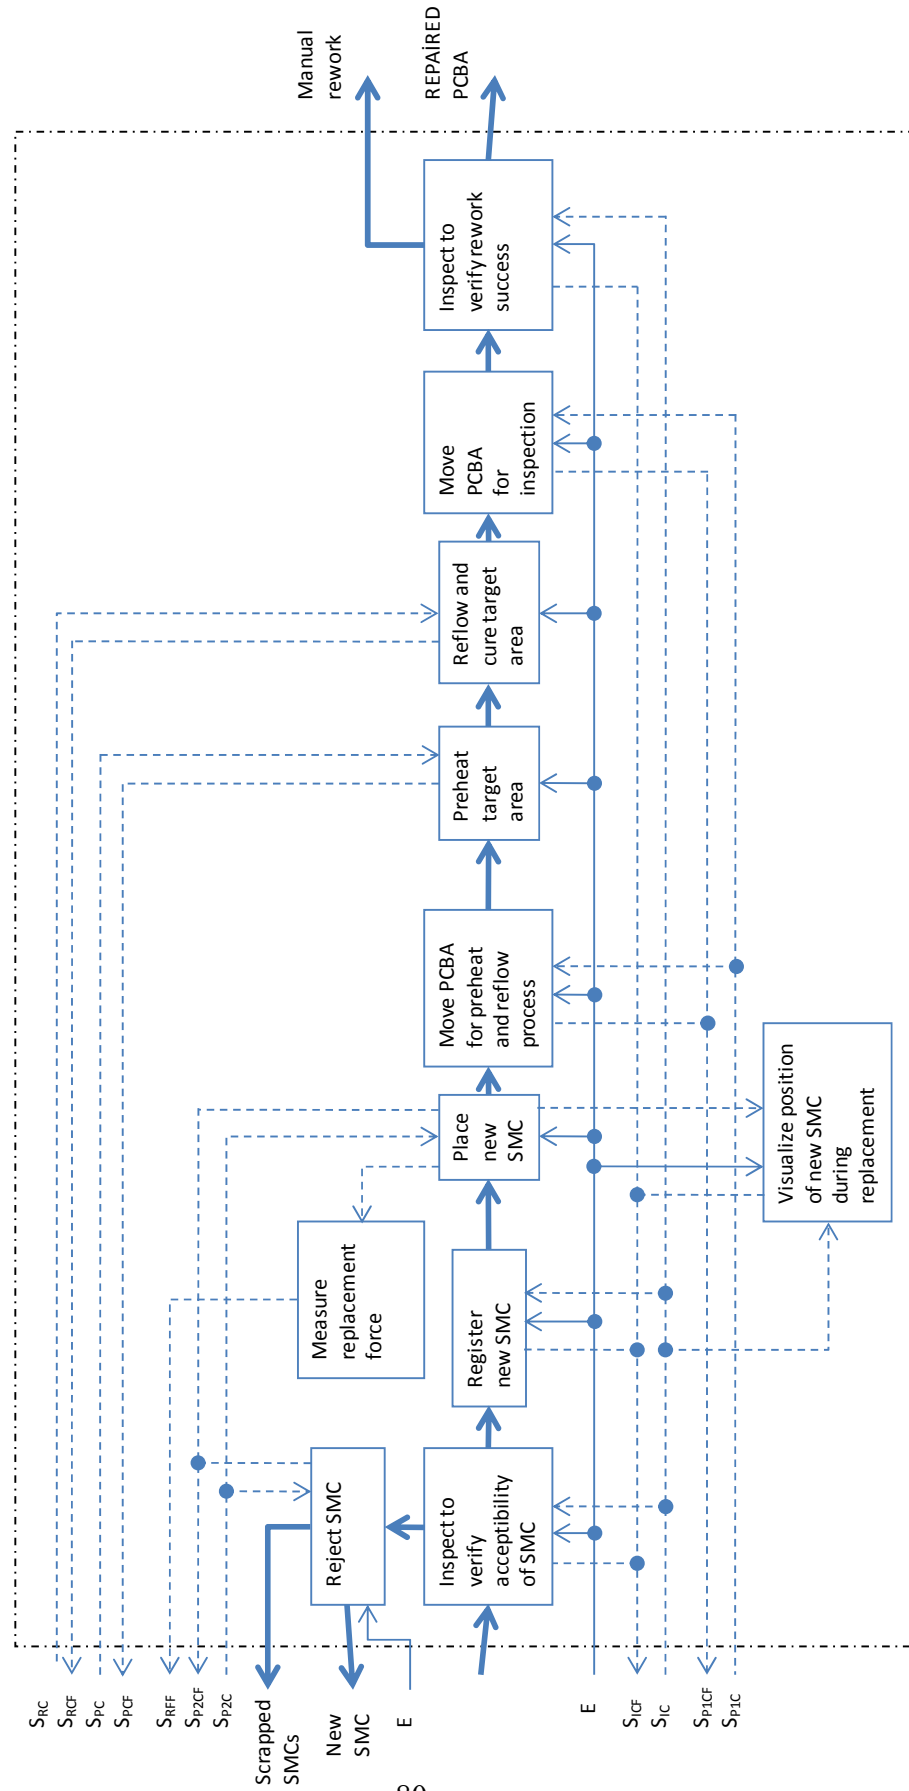 Manual
rework
REPAİRED
PCBA
Inspect to
verify rework
success
Move
PCBA
for
inspection
Reflow and
cure target
area
Preheat
target
area
Move PCBA
for preheat
and reflow
process
Place
new
SMC
Visualize position
of new SMC
during
replacement
Measure
replacement
force
Register
new SMC
Reject SMC
Inspect to
verify
acceptibility
of SMC
SRC
SRCF
SPC
SPCF
SRFF
SP2CF
SP2C
Scrapped
SMCs
New
SMC
E
E
SICF
SIC
SP1CF
SP1C